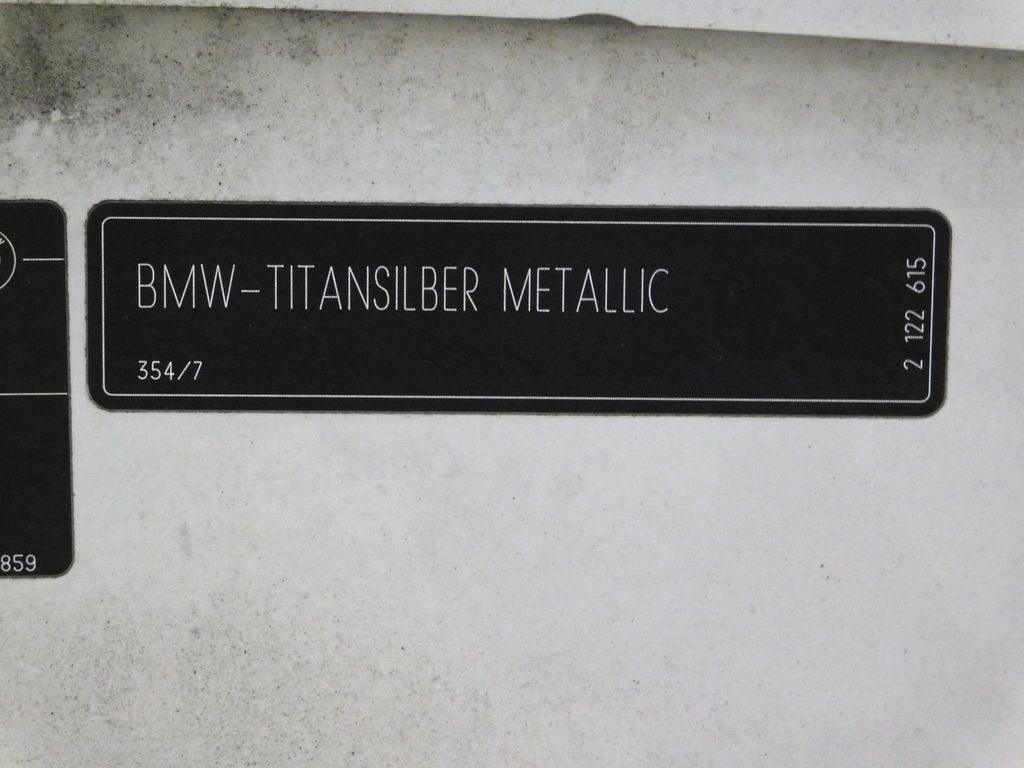 BMW-TITANSILBER METALLIC
354/7
2 122 615
859